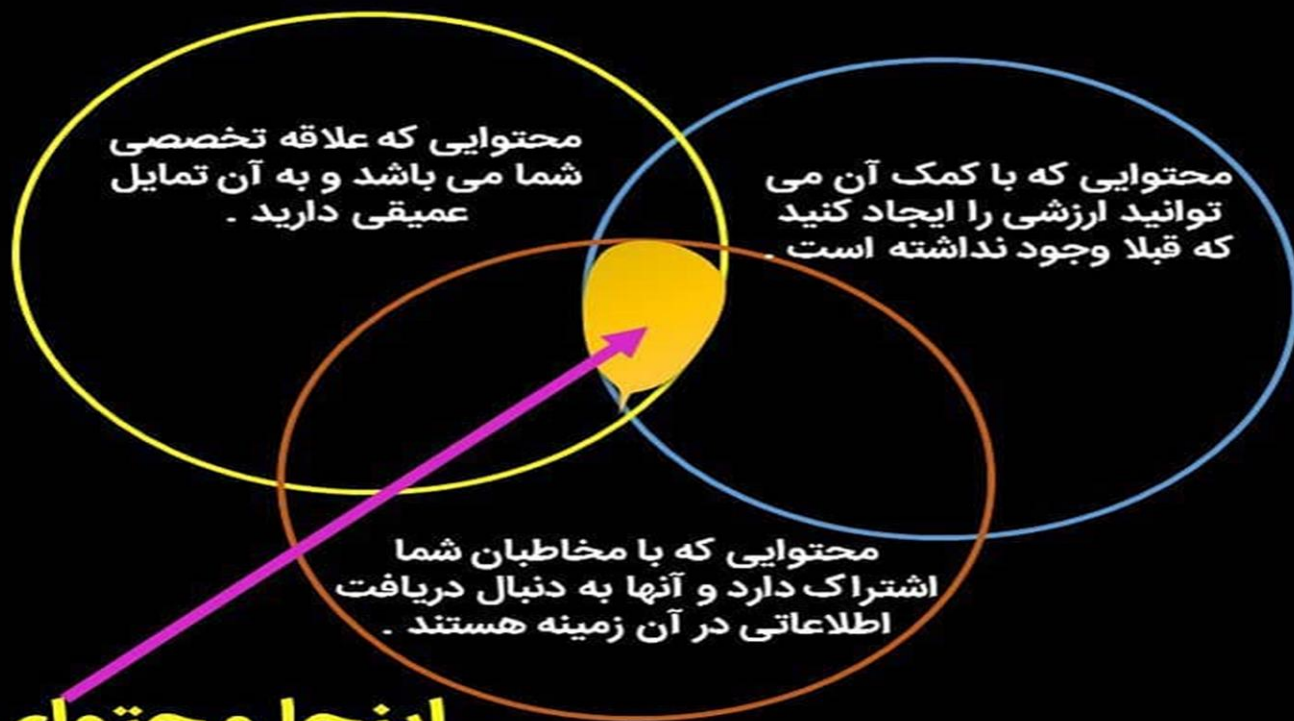 محتوایی که علاقه تخصصی
شما می باشد و به آن تمایل
عمیقی دارید .
محتوایی که با کمک آن می
توانید ارزشی را ایجاد کنید
که قبلا وجود نداشته است .
محتوایی که با مخاطبان شما
اشتراک دارد و آنها به دنبال دریافت
اطلاعاتی در آن زمینه هستند .
اینجا محتوای